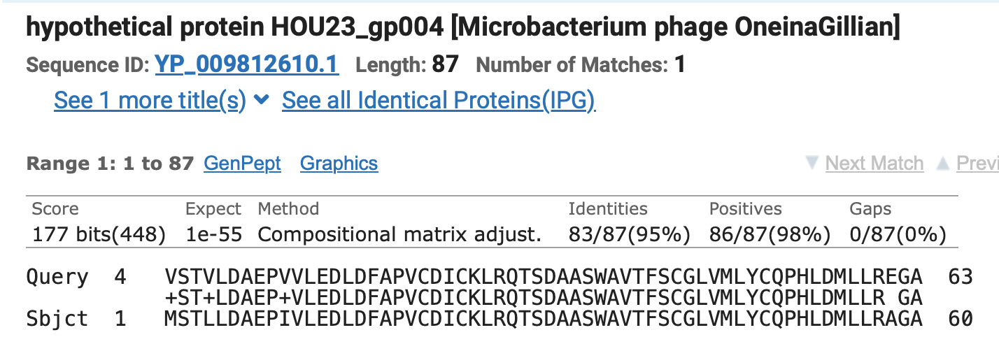 hypothetical protein HOU23_gp004 [Microbacterium phage OneinaGillian]
Sequence ID: YP_009812610.1 Length: 87 Number of Matches: 1
See 1 more title(s) See all Identical Proteins(IPG)
Range 1: 1 to 87 GenPept Graphics ▼ Next Match ▲ Previ
Score Expect Method Identities Positives Gaps
177 bits(448) 1e-55 Compositional matrix adjust. 83/87(95%) 86/87(98%) 0/87(0%)
Query 4 VSTVLDAEPVVLEDLDFAPVCDICKLRQTSDAASWAVTFSCGLVMLYCQPHLDMLLREGA 63
+ST+LDAEP+VLEDLDFAPVCDICKLRQTSDAASWAVTFSCGLVMLYCQPHLDMLLR GA
Sbjct 1 MSTLLDAEPIVLEDLDFAPVCDICKLRQTSDAASWAVTFSCGLVMLYCQPHLDMLLRAGA 60